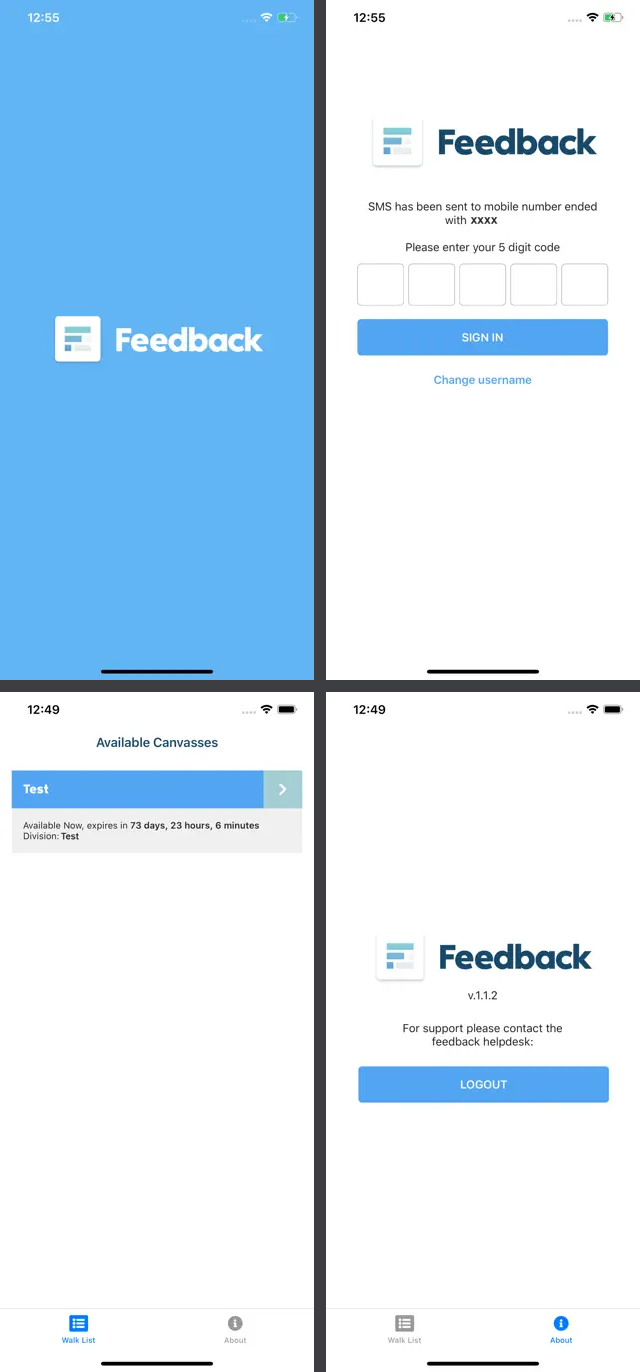 12:55
Feedback
12:55
Feedback
SMS has been sent to mobile number ended
with xxxx
Please enter your 5 digit code
SIGN IN
Change username
12:49
Available Canvasses
Test
Available Now, expires in 73 days, 23 hours, 6 minutes
Division: Test
Walk List
About
12:49
Feedback
v.1.1.2
For support please contact the
feedback helpdesk:
LOGOUT
Walk List
About